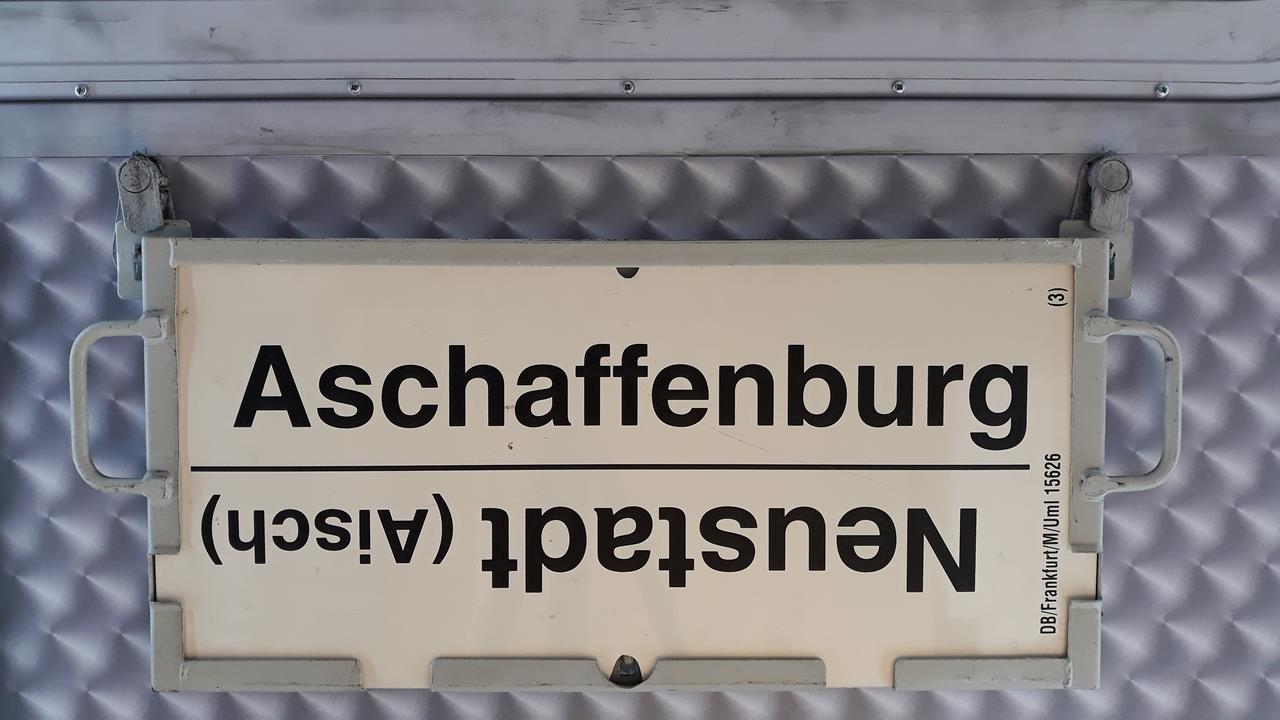 Aschaffenburg
Neustadt (Aisch)
(3)
DB/Frankfurt/M/Uml 15626